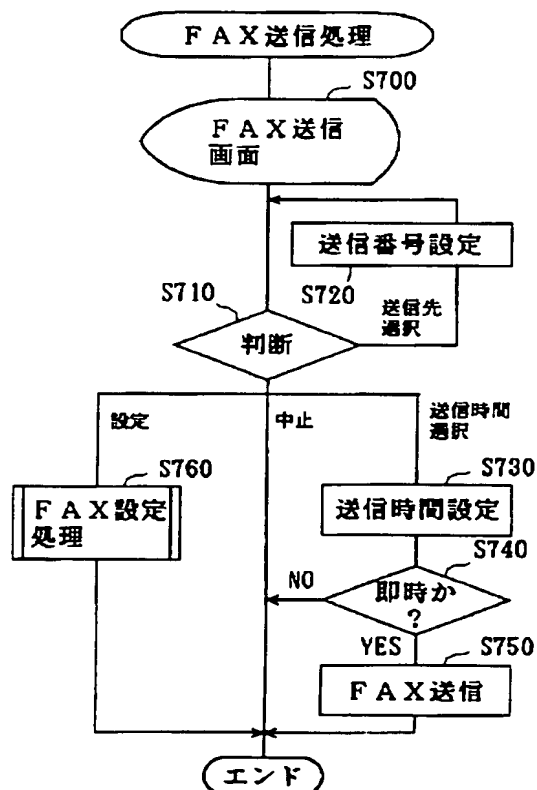 FAX送信処理
S700
FAX送信
画面
送信番号設定
S710
S720
送信先
選択
判断
設定
中止
送信時間
選択
S760
S730
FAX設定
処理
送信時間設定
S740
NO
即時か
?
YES
S750
FAX送信
エンド